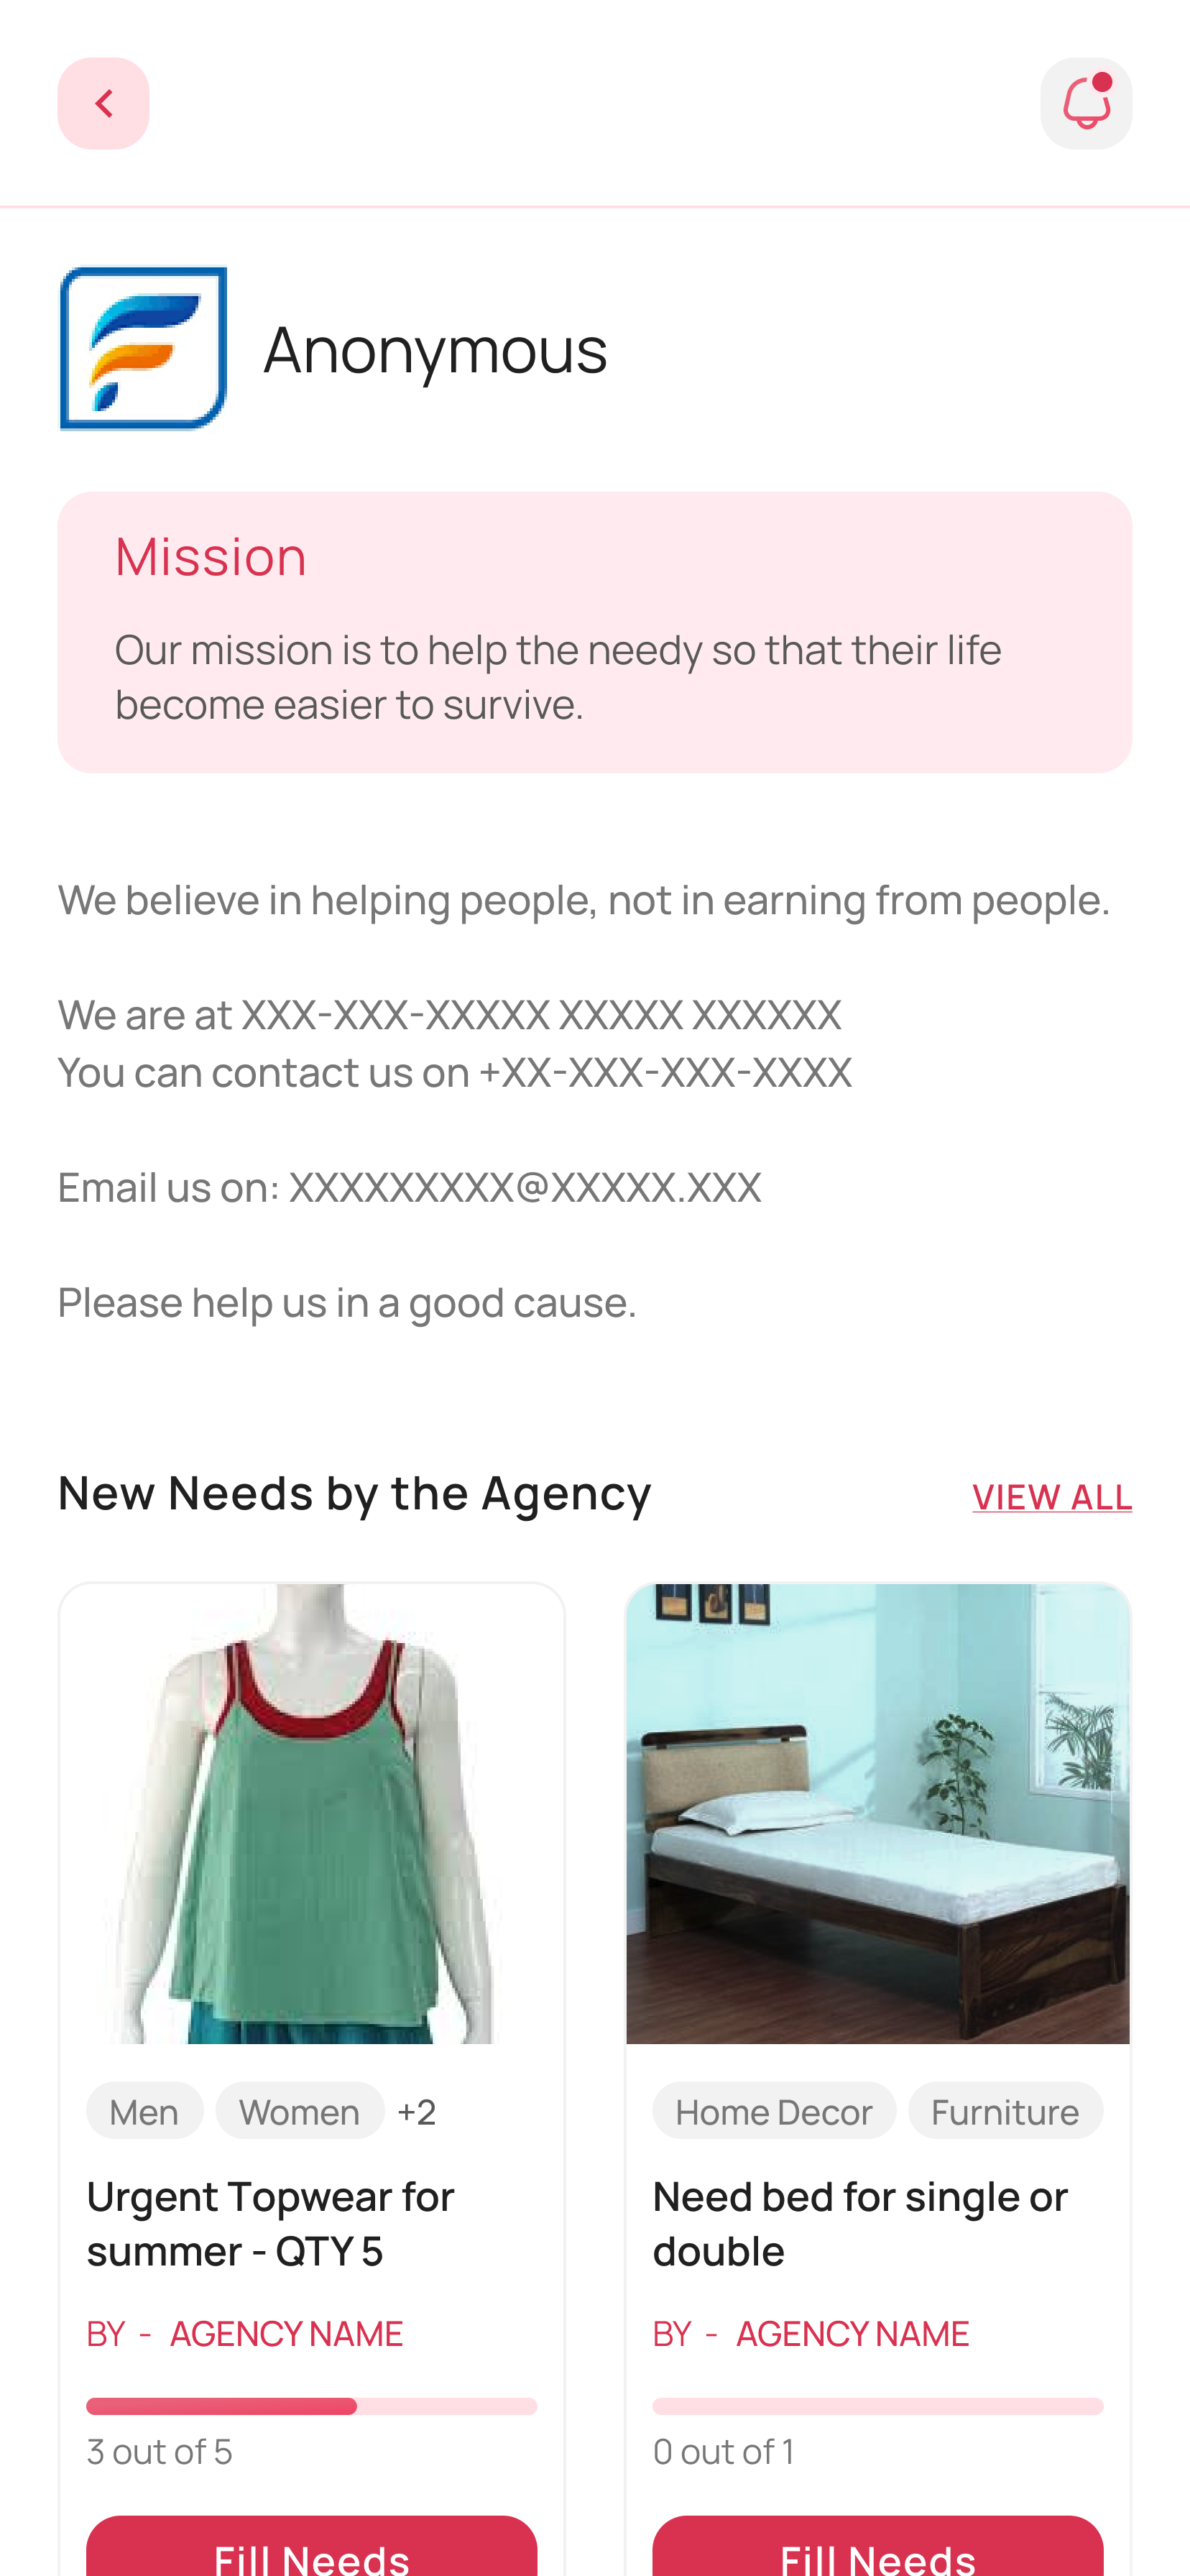 Anonymous
Mission
Our mission is to help the needy so that their life
become easier to survive.
We believe in helping people, not in earning from people.
We are at XXX-XXX-XXXXX XXXXX XXXXXX
You can contact us on +XX-XXX-XXX-XXXX
Email us on: XXXXXXXXX@XXXXX.XXX
Please help us in a good cause.
New Needs by the Agency
VIEW ALL
Men
Women
+2
Urgent Topwear for
summer - QTY 5
BY - AGENCY NAME
3 out of 5
Fill Needs
Home Decor
Furniture
Need bed for single or
double
BY - AGENCY NAME
0 out of 1
Fill Needs